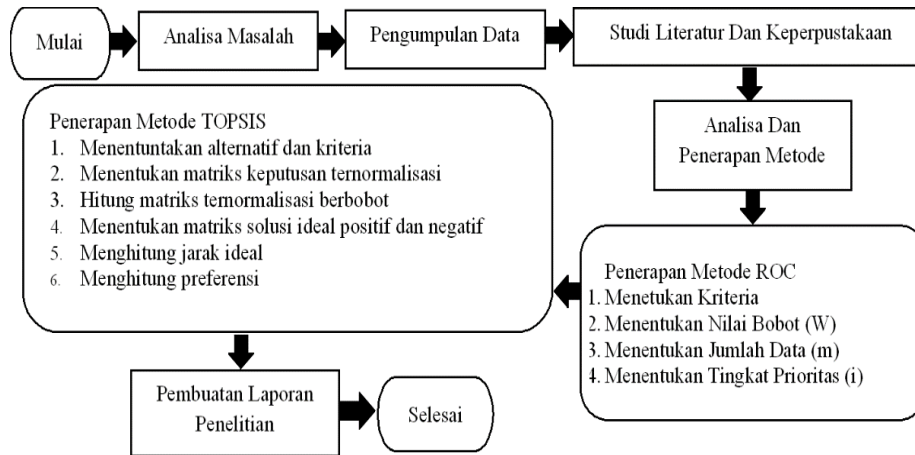 Mulai
Analisa Masalah
Pengumpulan Data
Studi Literatur Dan Keperpustakaan
Analisa Dan
Penerapan Metode
Penerapan Metode ROC
1. Menetukan Kriteria
2. Menentukan Nilai Bobot (W)
3. Menentukan Jumlah Data (m)
4. Menentukan Tingkat Prioritas (i)
Penerapan Metode TOPSIS
1. Menentuntakan alternatif dan kriteria
2. Menentukan matriks keputusan ternormalisasi
3. Hitung matriks ternormalisasi berbobot
4. Menentukan matriks solusi ideal positif dan negatif
5. Menghitung jarak ideal
6. Menghitung preferensi
Pembuatan Laporan
Penelitian
Selesai